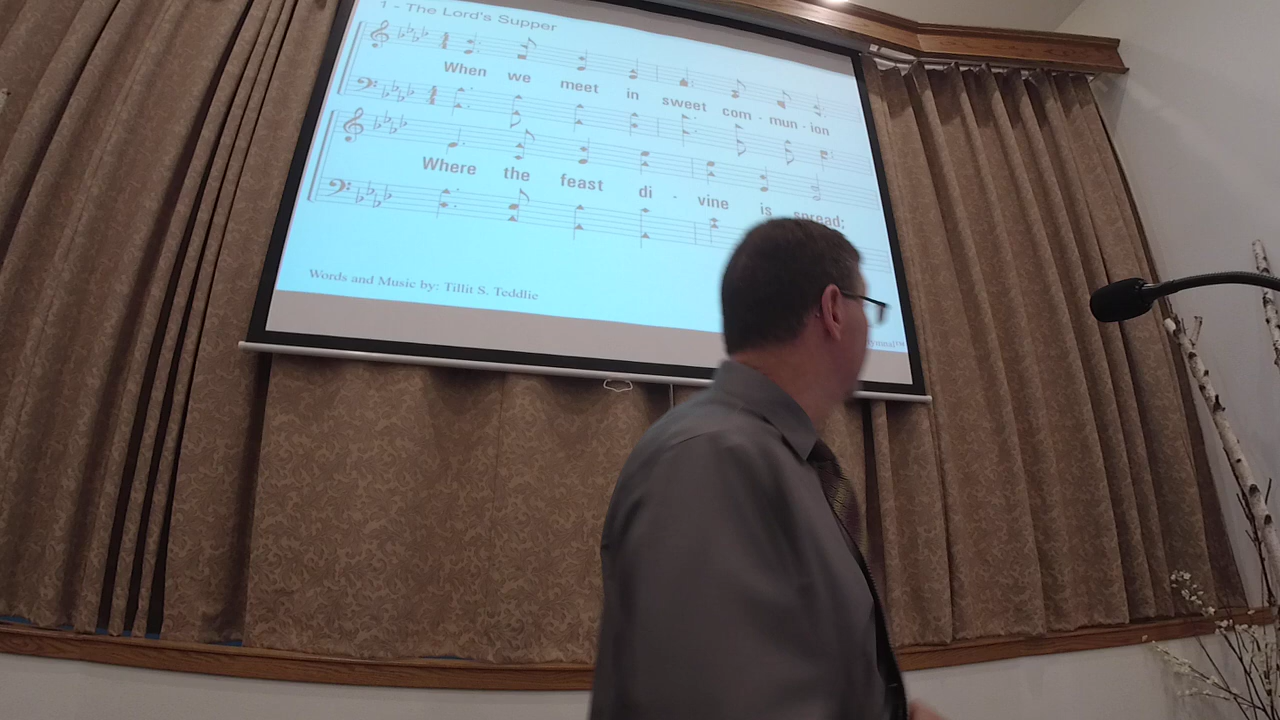 1 - The Lord's Supper
When we meet in sweet com - mun - ion
Where the feast di - vine is spread;
Words and Music by: Tillit S. Teddlie